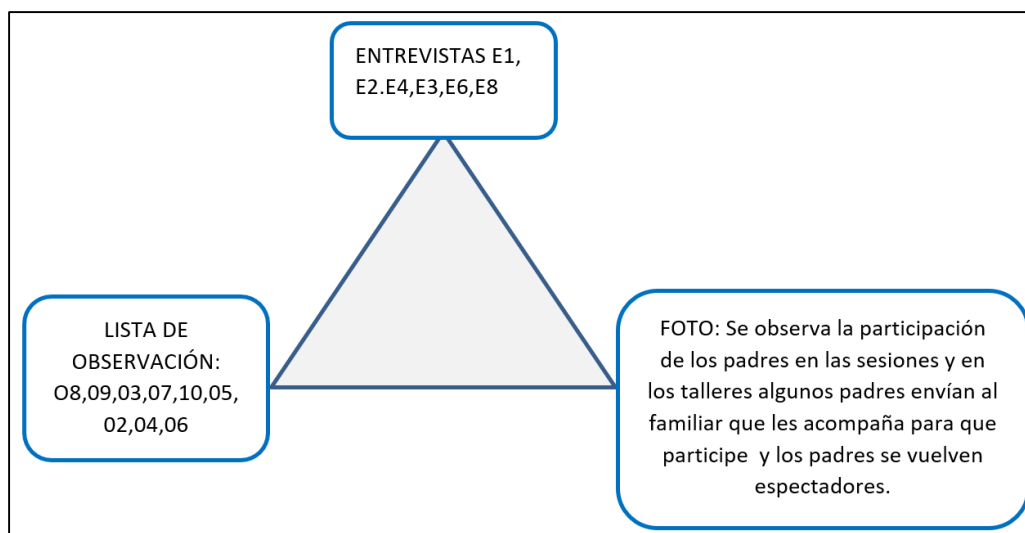 ENTREVISTAS E1,
E2.E4,E3,E6,E8
LISTA DE
OBSERVACIÓN:
O8,09,03,07,10,05,
02,04,06
FOTO: Se observa la participación
de los padres en las sesiones y en
los talleres algunos padres envían al
familiar que les acompaña para que
participe y los padres se vuelven
espectadores.